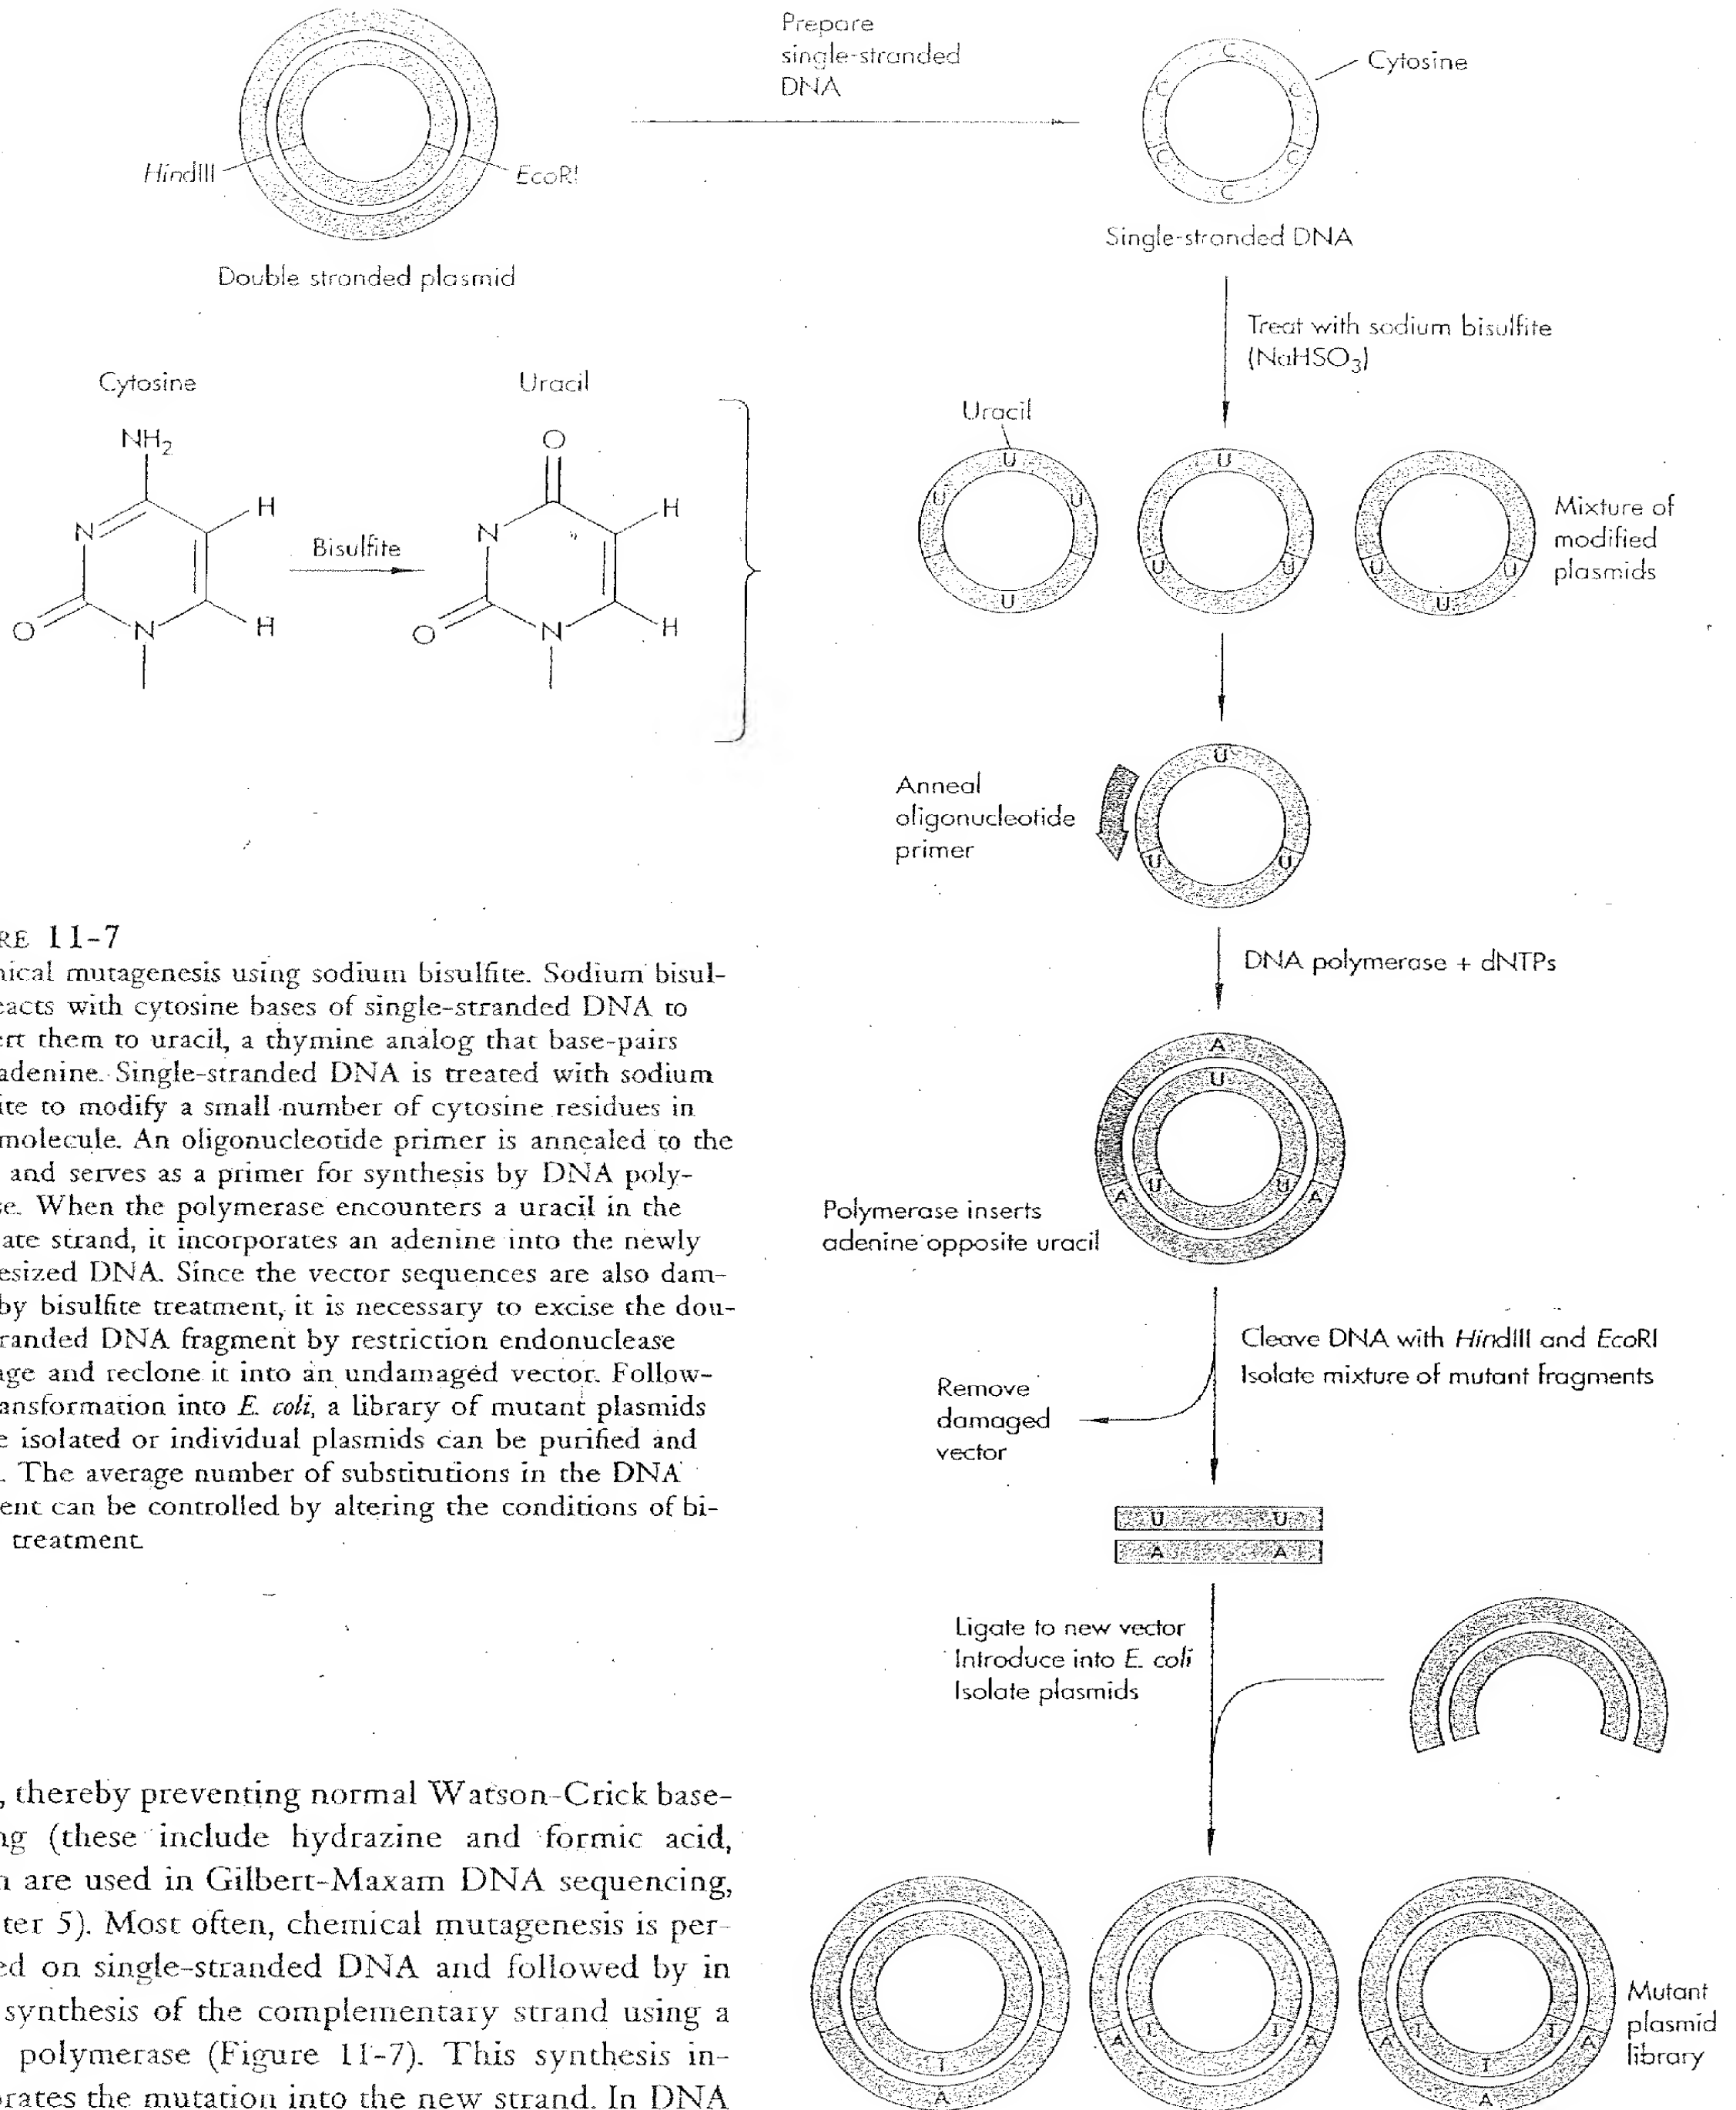 Prepare
single-stranded
DNA
Cytosine
C
C
C
C
C
C
HindIII
EcoRI
Double stranded plasmid
Single-stranded DNA
Treat with sodium bisulfite
(NaHSO3)
Cytosine
Uracil
NH2
N
H
O
N
H
Bisulfite
O
N
H
O
N
H
Uracil
U
U
U
U
U
U
U
U
U
U
Mixture of
modified
plasmids
Anneal
oligonucleotide
primer
U
U
U
DNA polymerase + dNTPs
RE 11-7
nical mutagenesis using sodium bisulfite. Sodium bisul-
eacts with cytosine bases of single-stranded DNA to
ert them to uracil, a thymine analog that base-pairs
adenine. Single-stranded DNA is treated with sodium
ite to modify a small number of cytosine residues in
molecule. An oligonucleotide primer is annealed to the
and serves as a primer for synthesis by DNA poly-
e. When the polymerase encounters a uracil in the
ate strand, it incorporates an adenine into the newly
esized DNA. Since the vector sequences are also dam-
by bisulfite treatment, it is necessary to excise the dou-
randed DNA fragment by restriction endonuclease
age and reclone it into an undamaged vector. Follow-
ansformation into E. coli, a library of mutant plasmids
e isolated or individual plasmids can be purified and
. The average number of substitutions in the DNA
ent can be controlled by altering the conditions of bi-
treatment.
A
U
U
U
A
A
Polymerase inserts
adenine opposite uracil
Cleave DNA with HindIII and EcoRI
Isolate mixture of mutant fragments
Remove
damaged
vector
U U
A A
Ligate to new vector
Introduce into E. coli
Isolate plasmids
, thereby preventing normal Watson-Crick base-
ng (these include hydrazine and formic acid,
n are used in Gilbert-Maxam DNA sequencing,
ter 5). Most often, chemical mutagenesis is per-
ed on single-stranded DNA and followed by in
synthesis of the complementary strand using a
polymerase (Figure 11-7). This synthesis in-
orates the mutation into the new strand. In DNA
T
A
A
T
T
A
A
T
T
A
T
A
Mutant
plasmid
library